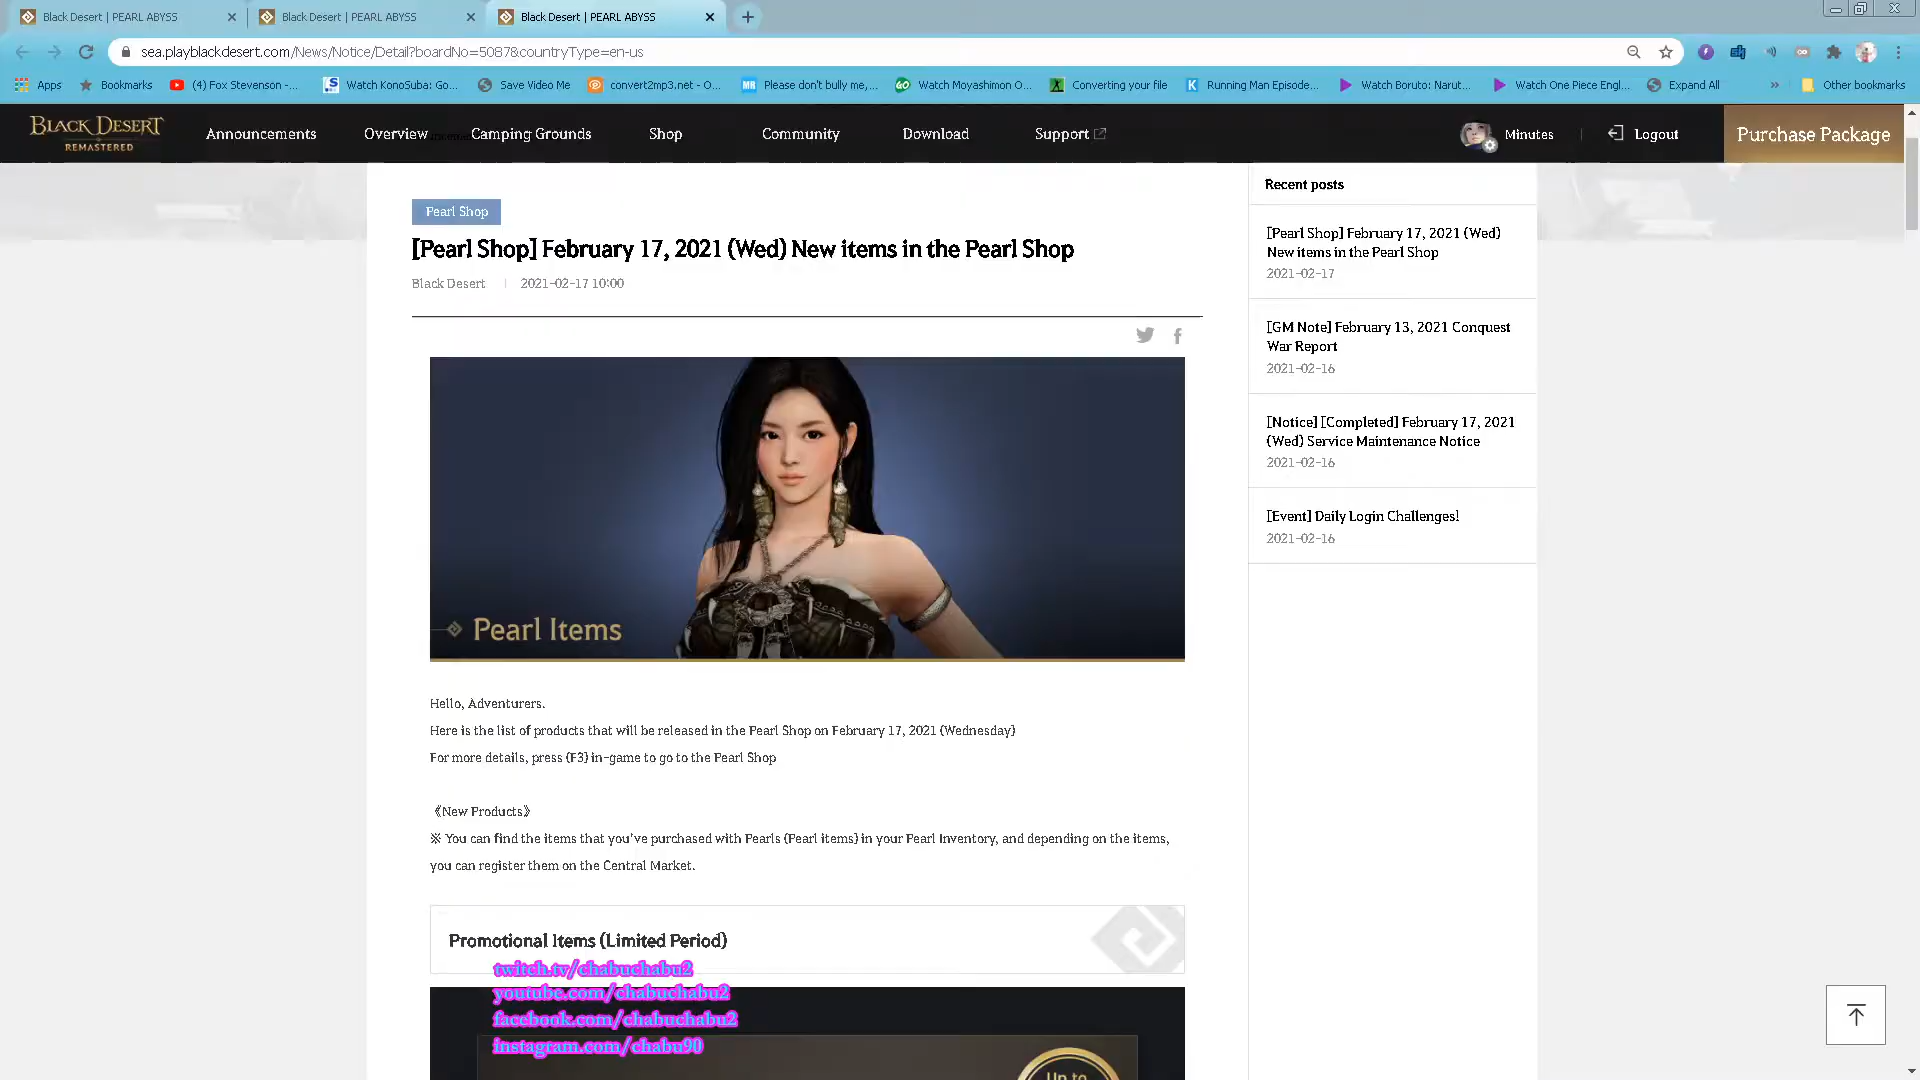 Black Desert | PEARL ABYSS
Black Desert | PEARL ABYSS
Black Desert | PEARL ABYSS
sea.playblackdesert.com/News/Notice/Detail?boardNo=5087&countryType=en-us
Apps
Bookmarks
(4) Fox Stevenson -...
Watch KonoSuba: Go...
Save Video Me
convert2mp3.net - O...
Please don't bully me,...
Watch Moyashimon O...
Converting your file
Running Man Episode...
Watch Boruto: Narut...
Watch One Piece Engl...
Expand All
Other bookmarks
BLACK DESERT
REMASTERED
Announcements
Overview
Camping Grounds
Shop
Community
Download
Support
Minutes
Logout
Purchase Package
Pearl Shop
[Pearl Shop] February 17, 2021 (Wed) New items in the Pearl Shop
Black Desert | 2021-02-17 10:00
Pearl Items
Hello, Adventurers.
Here is the list of products that will be released in the Pearl Shop on February 17, 2021 (Wednesday)
For more details, press (F3) in-game to go to the Pearl Shop
《New Products》
※ You can find the items that you've purchased with Pearls (Pearl items) in your Pearl Inventory, and depending on the items,
you can register them on the Central Market.
Promotional Items (Limited Period)
twitch.tv/chabuchabu2
youtube.com/chabuchabu2
facebook.com/chabuchabu2
instagram.com/chabu90
Up to
Recent posts
[Pearl Shop] February 17, 2021 (Wed)
New items in the Pearl Shop
2021-02-17
[GM Note] February 13, 2021 Conquest
War Report
2021-02-16
[Notice] [Completed] February 17, 2021
(Wed) Service Maintenance Notice
2021-02-16
[Event] Daily Login Challenges!
2021-02-16